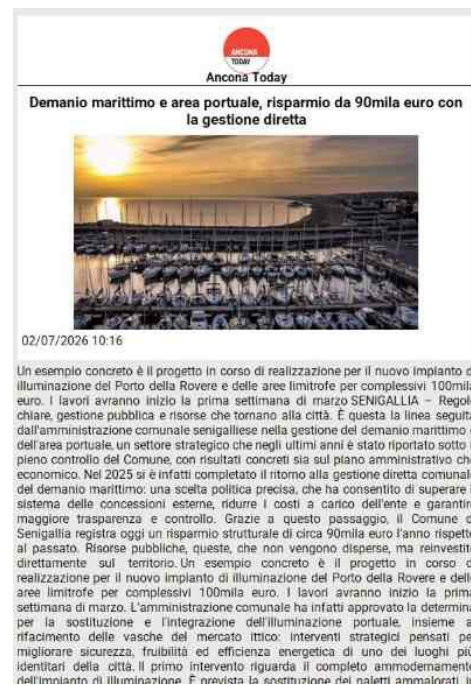 ANCONA
TODAY
Ancona Today
Demanio marittimo e area portuale, risparmio da 90mila euro con
la gestione diretta
02/07/2026 10:16
Un esempio concreto è il progetto in corso di realizzazione per il nuovo impianto d
illuminazione del Porto della Rovere e delle aree limitrofe per complessivi 100mila
euro. I lavori avranno inizio la prima settimana di marzo SENIGALLIA – Regol
chiare, gestione pubblica e risorse che tornano alla città. È questa la linea seguita
dall'amministrazione comunale senigalliese nella gestione del demanio marittimo
dell'area portuale, un settore strategico che negli ultimi anni è stato riportato sotto
pieno controllo del Comune, con risultati concreti sia sul piano amministrativo che
economico. Nel 2025 si è infatti completato il ritorno alla gestione diretta comunale
del demanio marittimo: una scelta politica precisa, che ha consentito di superare i
sistema delle concessioni esterne, ridurre i costi a carico dell'ente e garantire
maggiore trasparenza e controllo. Grazie a questo passaggio, il Comune d
Senigallia registra oggi un risparmio strutturale di circa 90mila euro l'anno rispetto
al passato. Risorse pubbliche, queste, che non vengono disperse, ma reinvestite
direttamente sul territorio. Un esempio concreto è il progetto in corso d
realizzazione per il nuovo impianto di illuminazione del Porto della Rovere e delle
aree limitrofe per complessivi 100mila euro. I lavori avranno inizio la prima
settimana di marzo. L'amministrazione comunale ha infatti approvato la determina
per la sostituzione e l'integrazione dell'illuminazione portuale, insieme a
rifacimento delle vasche del mercato ittico: interventi strategici pensati per
migliorare sicurezza, fruibilità ed efficienza energetica di uno dei luoghi più
identitari della città. Il primo intervento riguarda il completo ammodernamento
dell'impianto di illuminazione. È prevista la sostituzione dei paletti ammalorati, le